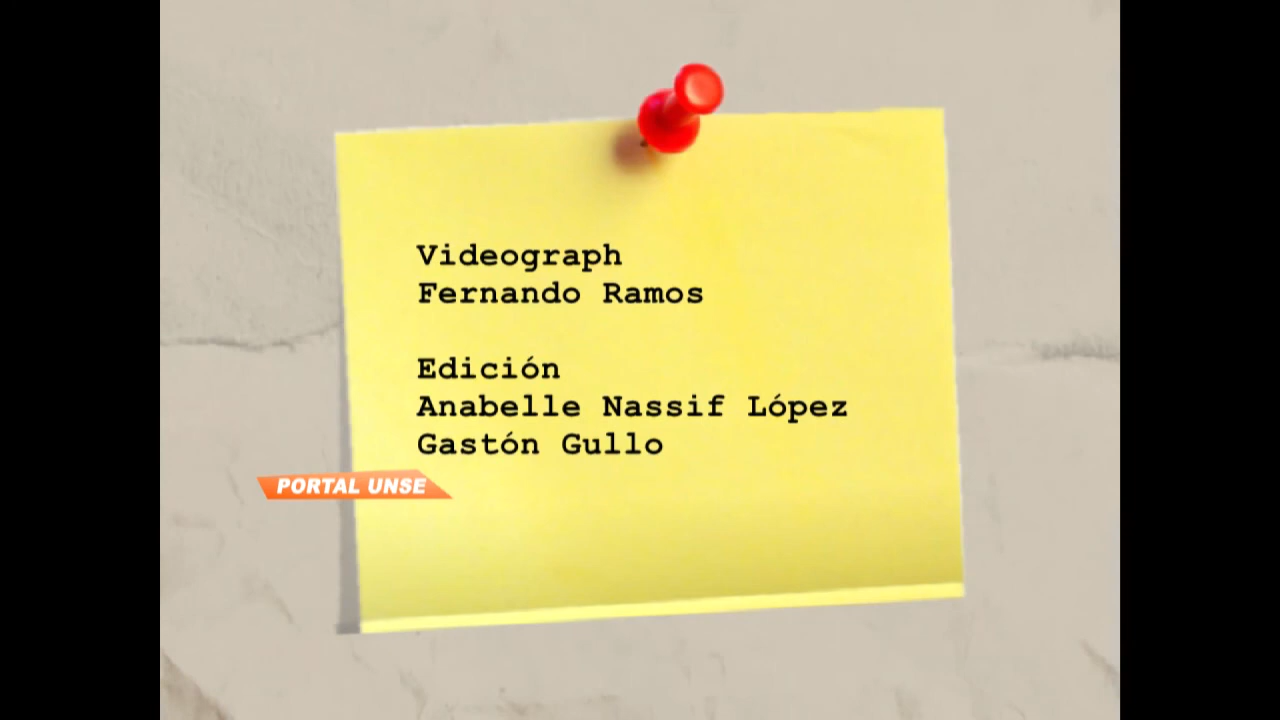 Videograph
Fernando Ramos
Edición
Anabelle Nassif López
Gastón Gullo
PORTAL UNSE